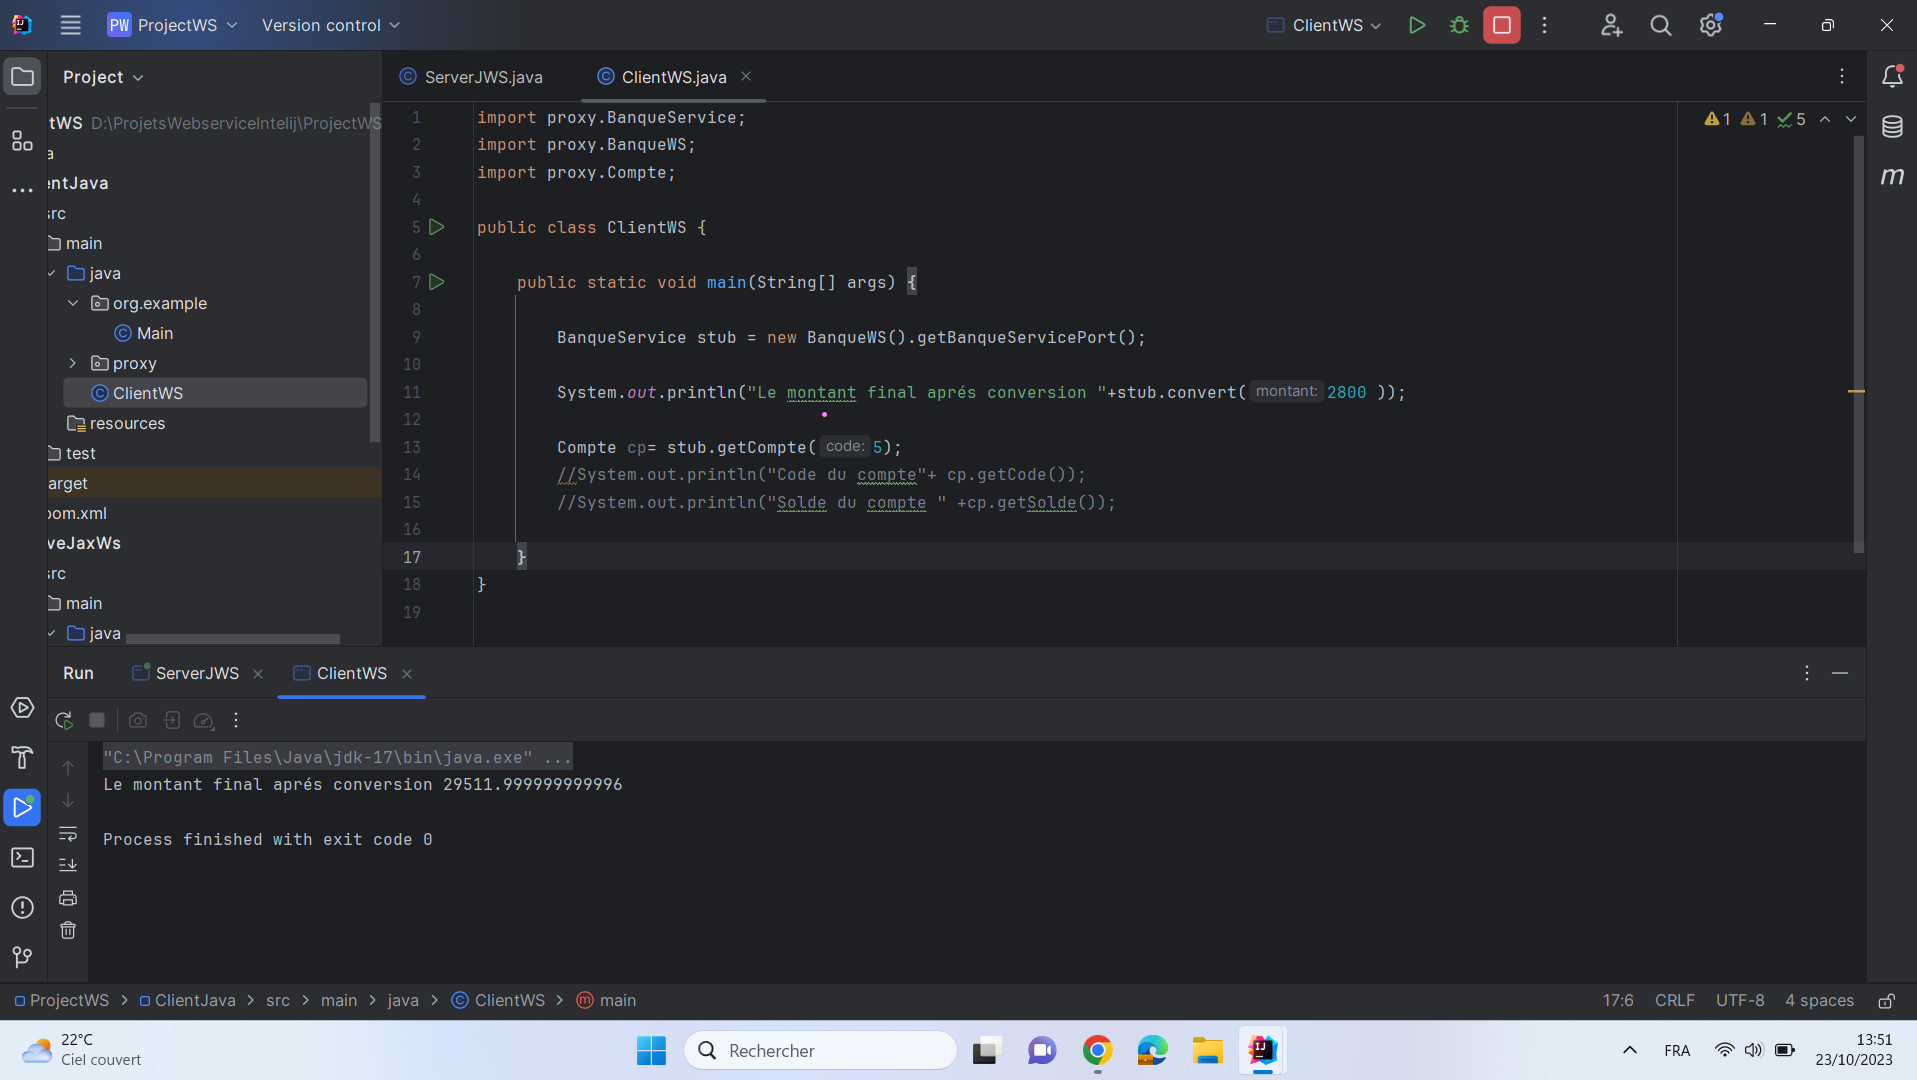 PW ProjectWS Version control ClientWS
Project
ServerJWS.java ClientWS.java
tWS D:\ProjetsWebserviceIntelij\ProjectWS
a
entJava
src
main
java
org.example
Main
proxy
ClientWS
resources
test
arget
pom.xml
veJaxWs
src
main
java
1 import proxy.BanqueService;
2 import proxy.BanqueWS;
3 import proxy.Compte;
4
5 public class ClientWS {
6
7 public static void main(String[] args) {
8
9 BanqueService stub = new BanqueWS().getBanqueServicePort();
10
11 System.out.println("Le montant final aprés conversion "+stub.convert( montant: 2800 ));
12
13 Compte cp= stub.getCompte( code: 5);
14 //System.out.println("Code du compte"+ cp.getCode());
15 //System.out.println("Solde du compte " +cp.getSolde());
16
17 }
18 }
19
1 1 5
m
Run ServerJWS ClientWS
"C:\Program Files\Java\jdk-17\bin\java.exe" ...
Le montant final aprés conversion 29511.999999999996
Process finished with exit code 0
ProjectWS > ClientJava > src > main > java > ClientWS > main 17:6 CRLF UTF-8 4 spaces
22°C
Ciel couvert
Rechercher
FRA
13:51
23/10/2023